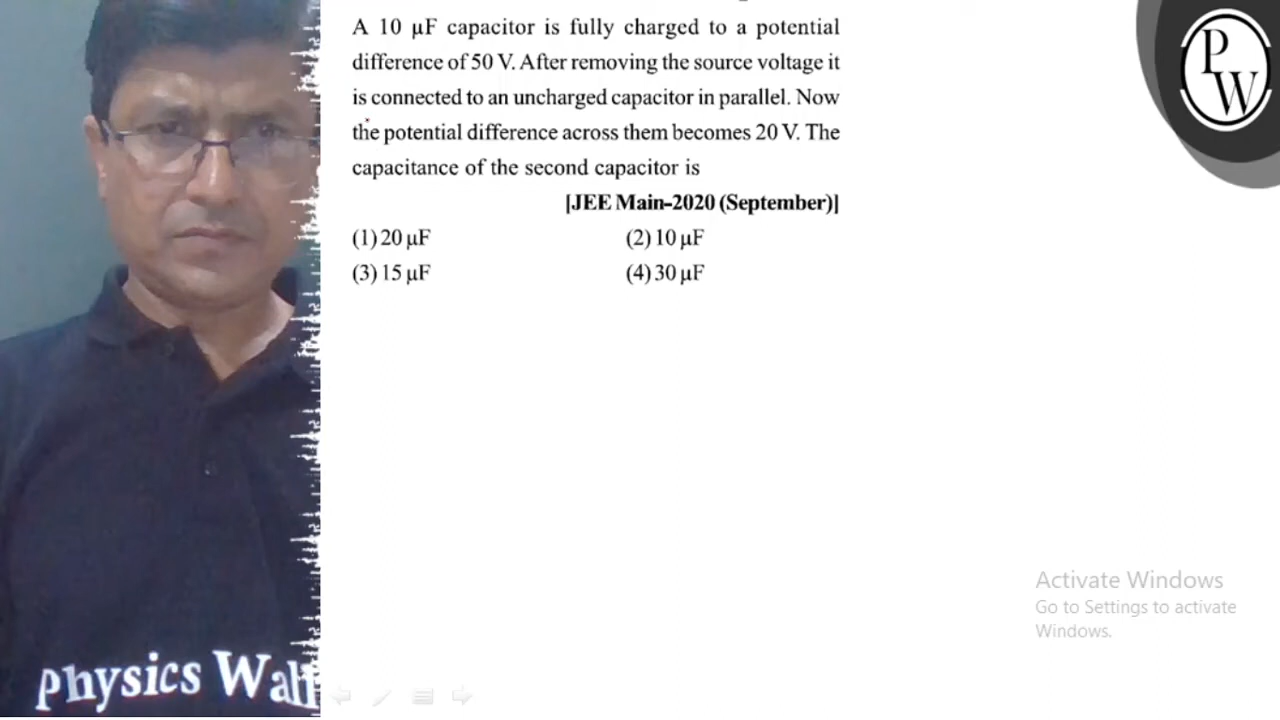 A 10 μF capacitor is fully charged to a potential
difference of 50 V. After removing the source voltage it
is connected to an uncharged capacitor in parallel. Now
the potential difference across them becomes 20 V. The
capacitance of the second capacitor is
[JEE Main-2020 (September)]
(1) 20 μF (2) 10 μF
(3) 15 μF (4) 30 μF
P
W
Activate Windows
Go to Settings to activate
Windows.
Physics Wall